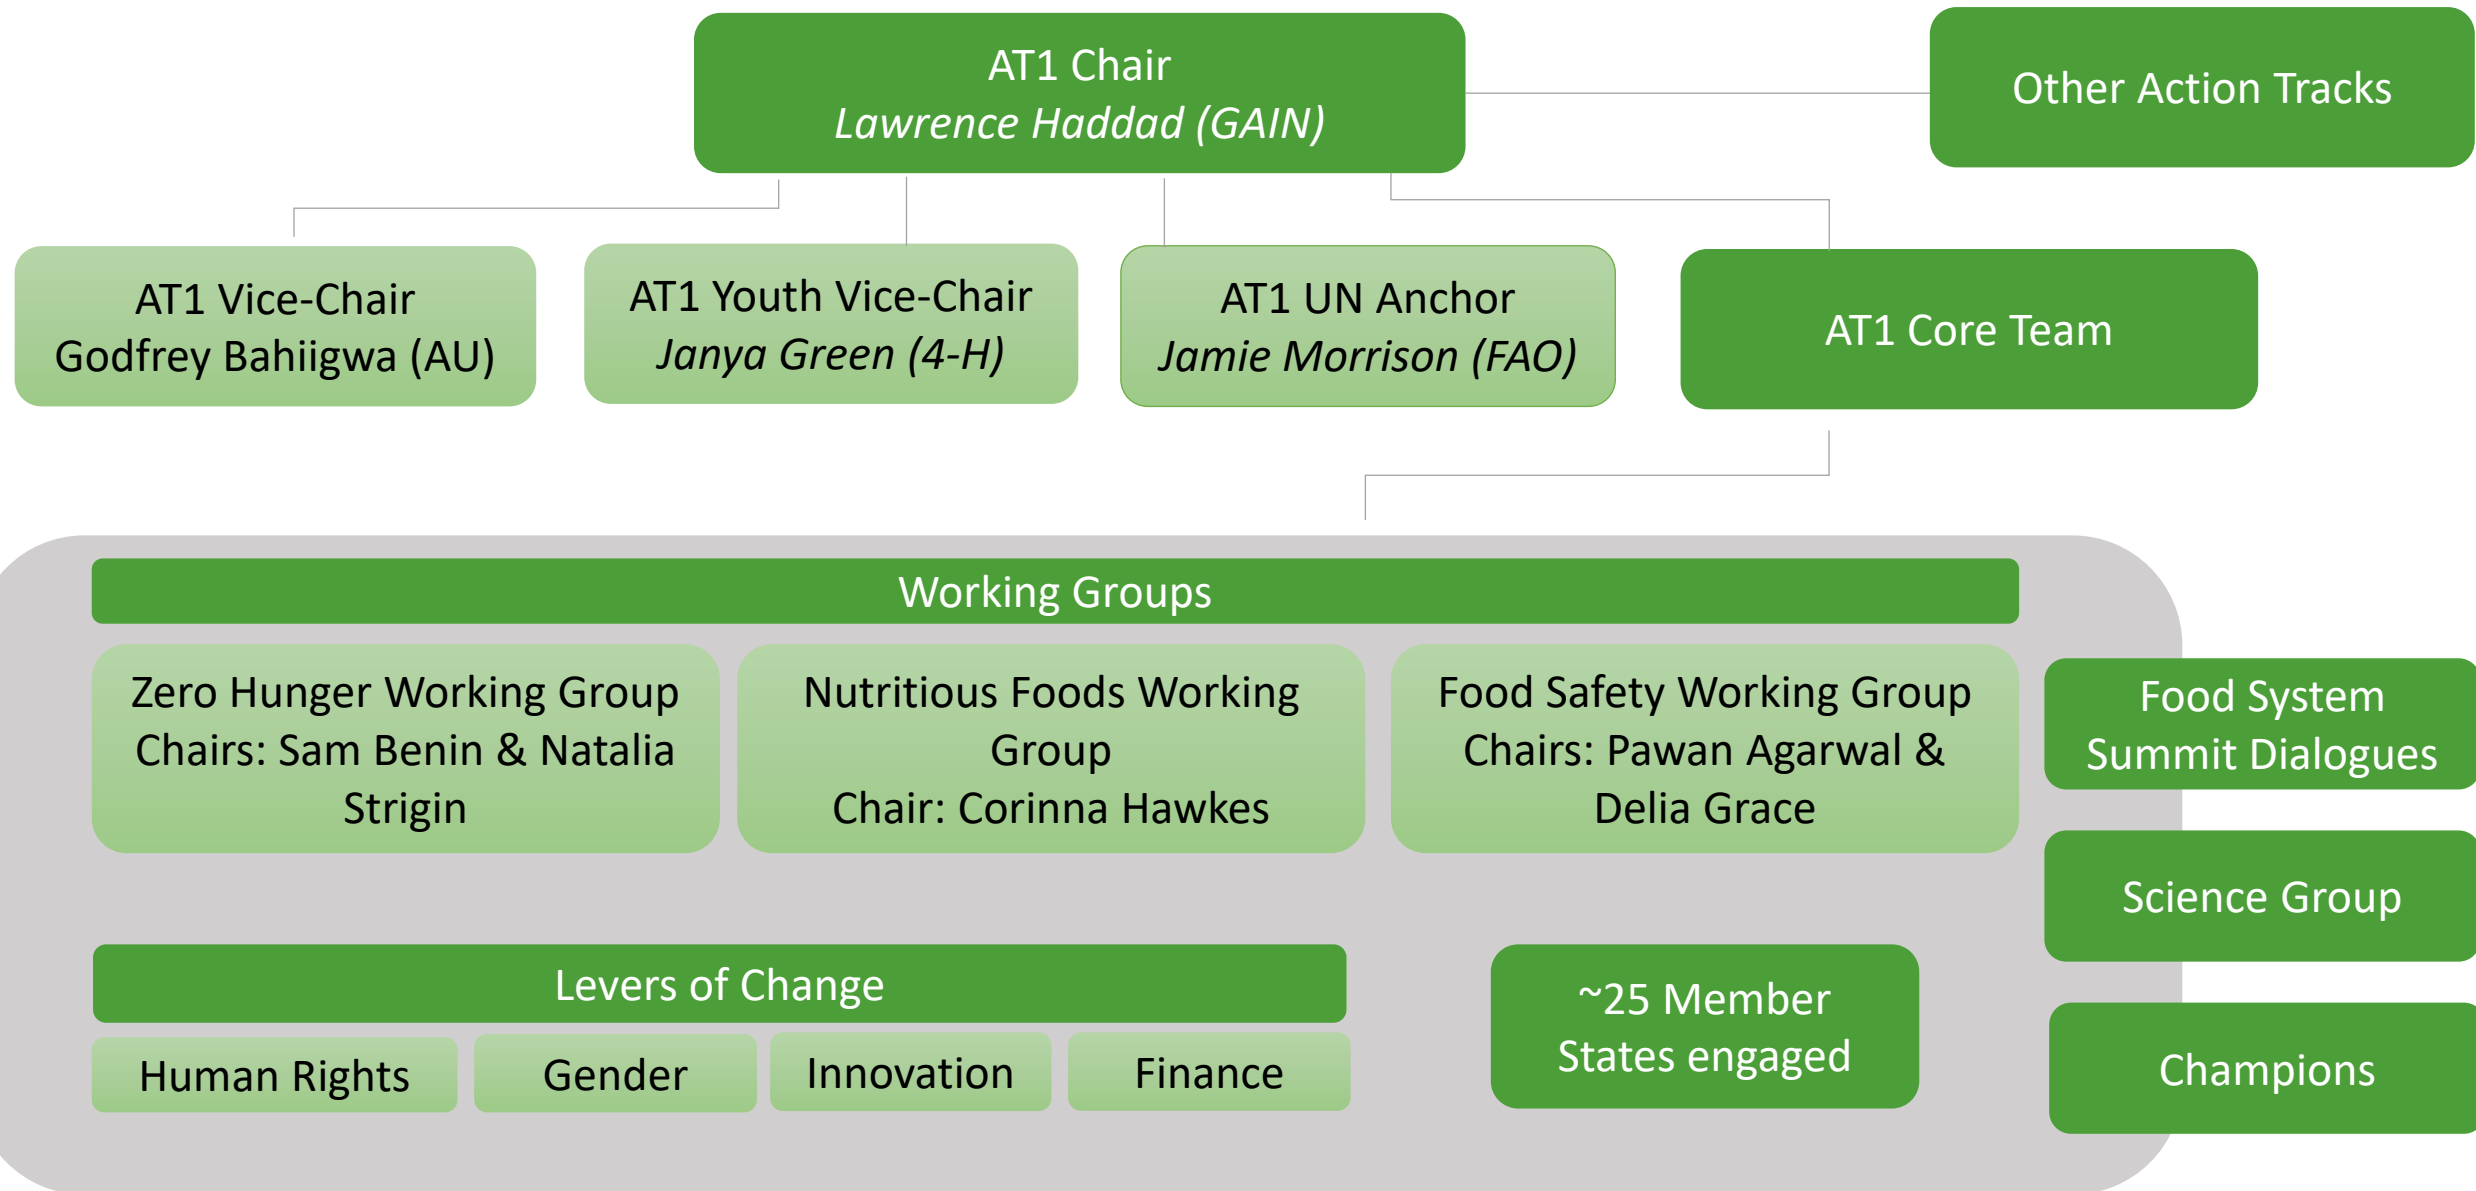 AT1 Chair
Lawrence Haddad (GAIN)
Other Action Tracks
AT1 Vice-Chair
Godfrey Bahiigwa (AU)
AT1 Youth Vice-Chair
Janya Green (4-H)
AT1 UN Anchor
Jamie Morrison (FAO)
AT1 Core Team
Working Groups
Zero Hunger Working Group
Chairs: Sam Benin & Natalia
Strigin
Nutritious Foods Working
Group
Chair: Corinna Hawkes
Food Safety Working Group
Chairs: Pawan Agarwal &
Delia Grace
Food System
Summit Dialogues
Science Group
Champions
Levers of Change
Human Rights
Gender
Innovation
Finance
~25 Member
States engaged